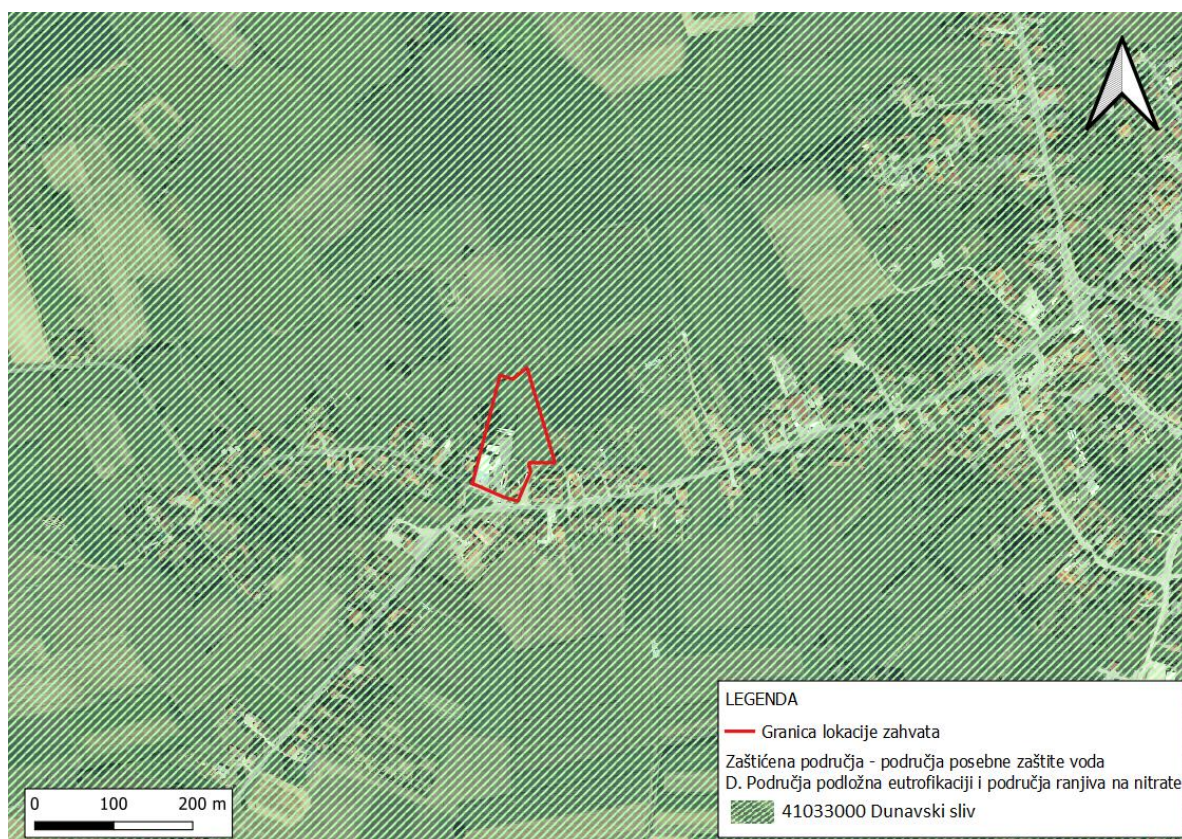 LEGENDA
Granica lokacije zahvata
Zaštićena područja - područja posebne zaštite voda
D. Područja podložna eutrofikaciji i područja ranjiva na nitrate
41033000 Dunavski sliv
0 100 200 m